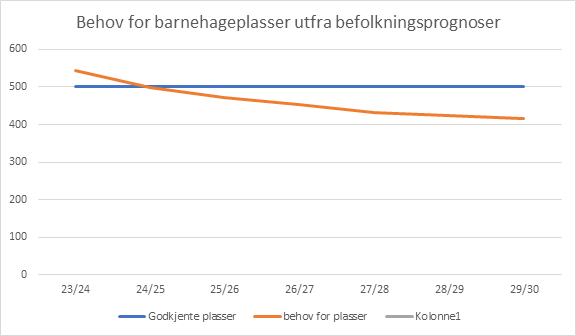 Behov for barnehageplasser utfra befolkningsprognoser
600
500
400
300
200
100
0
23/24 24/25 25/26 26/27 27/28 28/29 29/30
Godkjente plasser behov for plasser Kolonne1